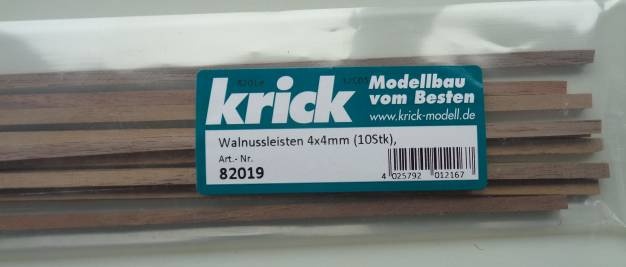 krick
Modellbau
vom Besten
www.krick-modell.de
Walnussleisten 4x4mm (10Stk),
Art.- Nr.
82019
4 025792 012167